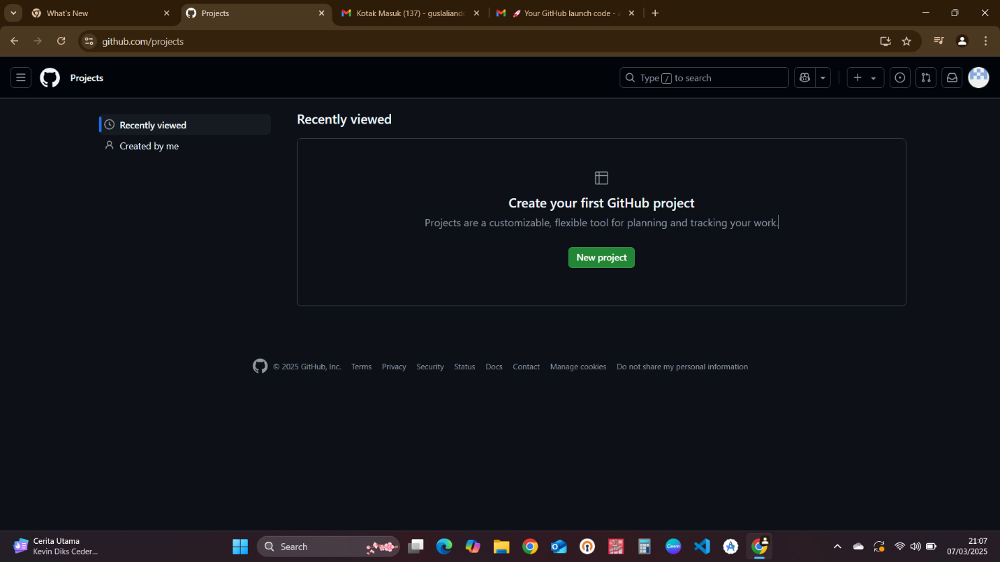 What's New
Projects
Kotak Masuk (137) - guslaliando
🚀 Your GitHub launch code - a
github.com/projects
Projects
Type / to search
Recently viewed
Created by me
Recently viewed
Create your first GitHub project
Projects are a customizable, flexible tool for planning and tracking your work.
New project
© 2025 GitHub, Inc. Terms Privacy Security Status Docs Contact Manage cookies Do not share my personal information
Cerita Utama
Kevin Diks Ceder...
Search
Canva
21:07
07/03/2025